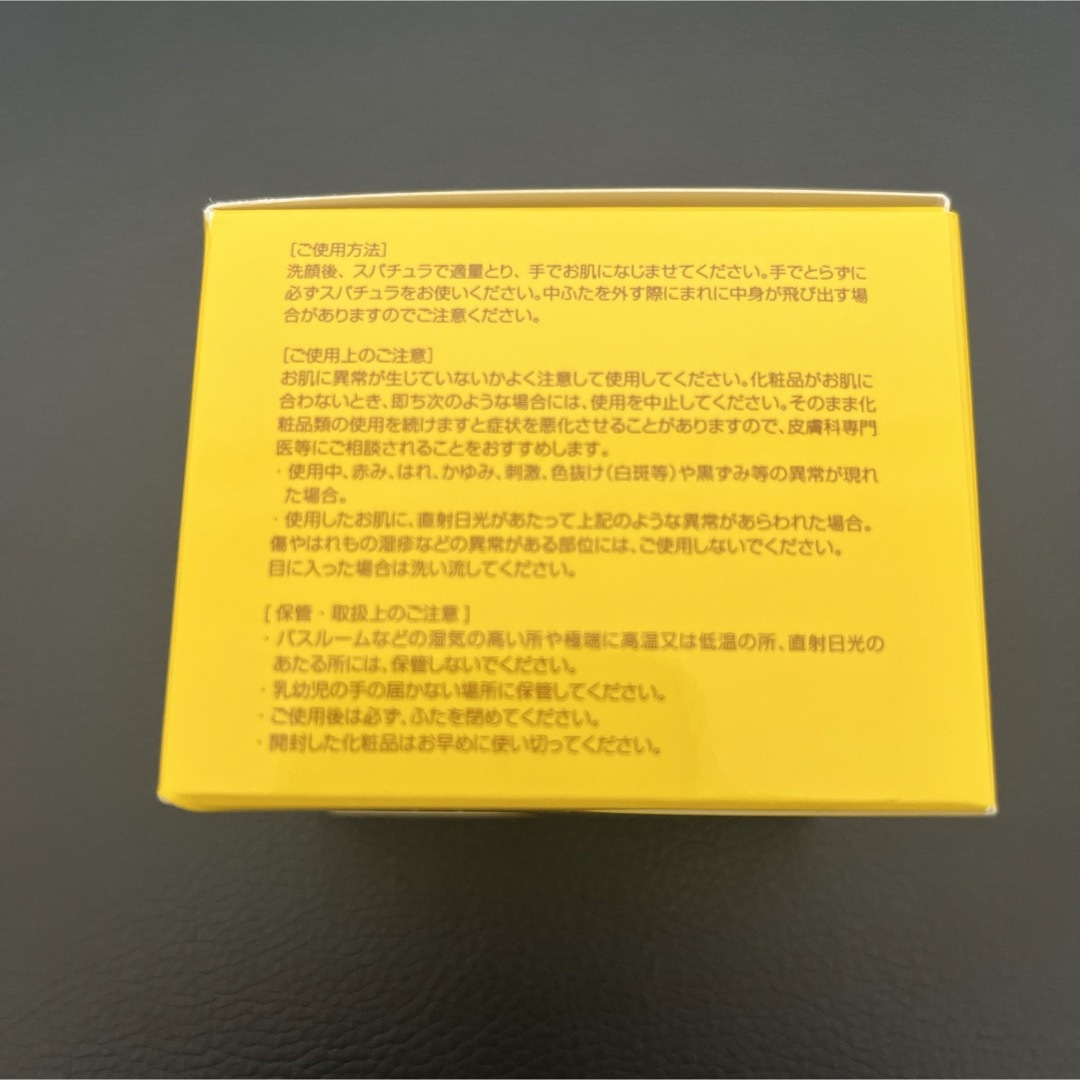 [ご使用方法]
洗顔後、スパチュラで適量とり、手でお肌になじませてください。手でとらずに
必ずスパチュラをお使いください。中ふたを外す際にまれに中身が飛び出す場
合がありますのでご注意ください。
[ご使用上のご注意]
お肌に異常が生じていないかよく注意して使用してください。化粧品がお肌に
合わないとき、即ち次のような場合には、使用を中止してください。そのまま化
粧品類の使用を続けますと症状を悪化させることがありますので、皮膚科専門
医等にご相談されることをおすすめします。
・使用中、赤み、はれ、かゆみ、刺激、色抜け(白斑等)や黒ずみ等の異常が現れ
た場合。
・使用したお肌に、直射日光があたって上記のような異常があらわれた場合。
傷やはれもの湿疹などの異常がある部位には、ご使用しないでください。
目に入った場合は洗い流してください。
[保管・取扱上のご注意]
・バスルームなどの湿気の高い所や極端に高温又は低温の所、直射日光の
あたる所には、保管しないでください。
・乳幼児の手の届かない場所に保管してください。
・ご使用後は必ず、ふたを閉めてください。
・開封した化粧品はお早めに使い切ってください。